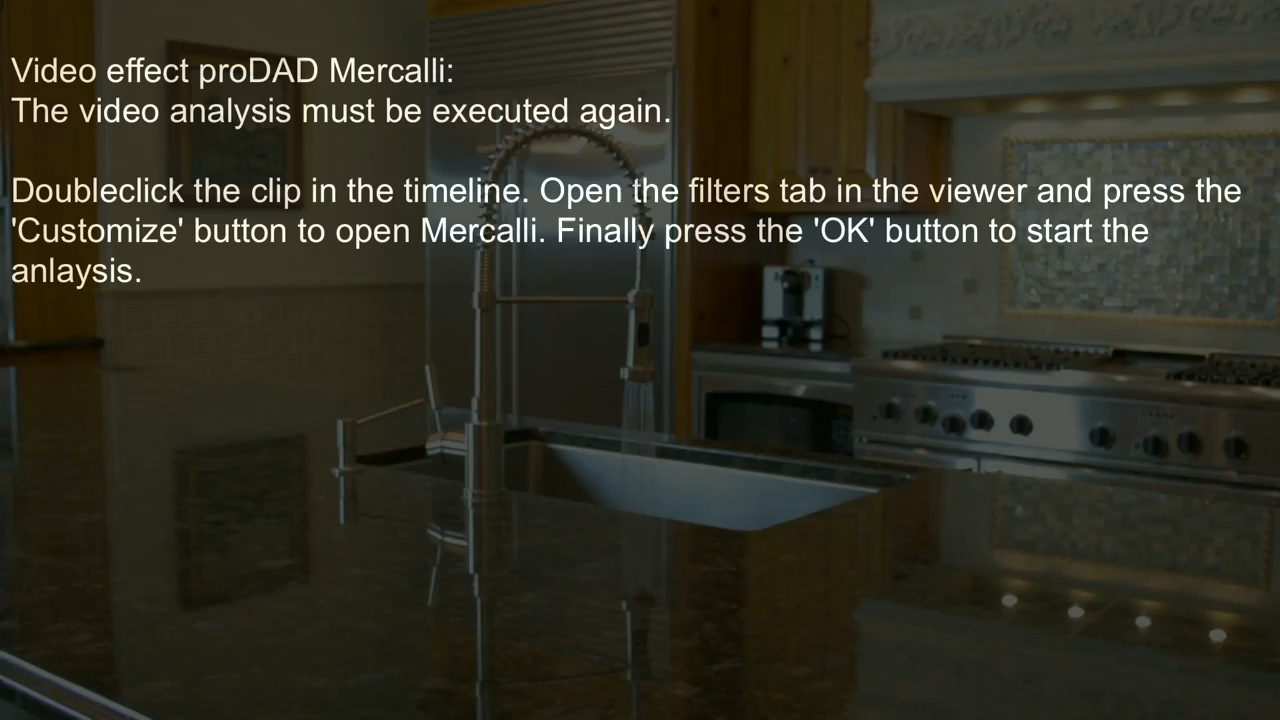 Video effect proDAD Mercalli:
The video analysis must be executed again.
Doubleclick the clip in the timeline. Open the filters tab in the viewer and press the
'Customize' button to open Mercalli. Finally press the 'OK' button to start the
anlaysis.